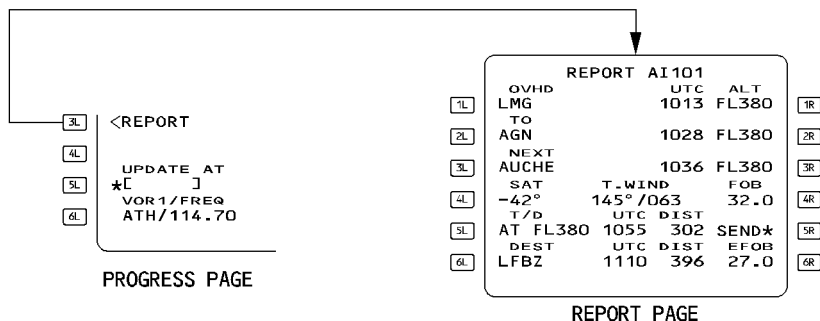 3L <REPORT
4L
UPDATE AT
5L *[ ]
VOR1/FREQ
6L ATH/114.70
PROGRESS PAGE
REPORT AI101
OVHD UTC ALT
1L LMG 1013 FL380 1R
TO
2L AGN 1028 FL380 2R
NEXT
3L AUCHE 1036 FL380 3R
SAT T.WIND FOB
4L -42° 145°/063 32.0 4R
T/D UTC DIST
5L AT FL380 1055 302 SEND* 5R
DEST UTC DIST EFOB
6L LFBZ 1110 396 27.0 6R
REPORT PAGE